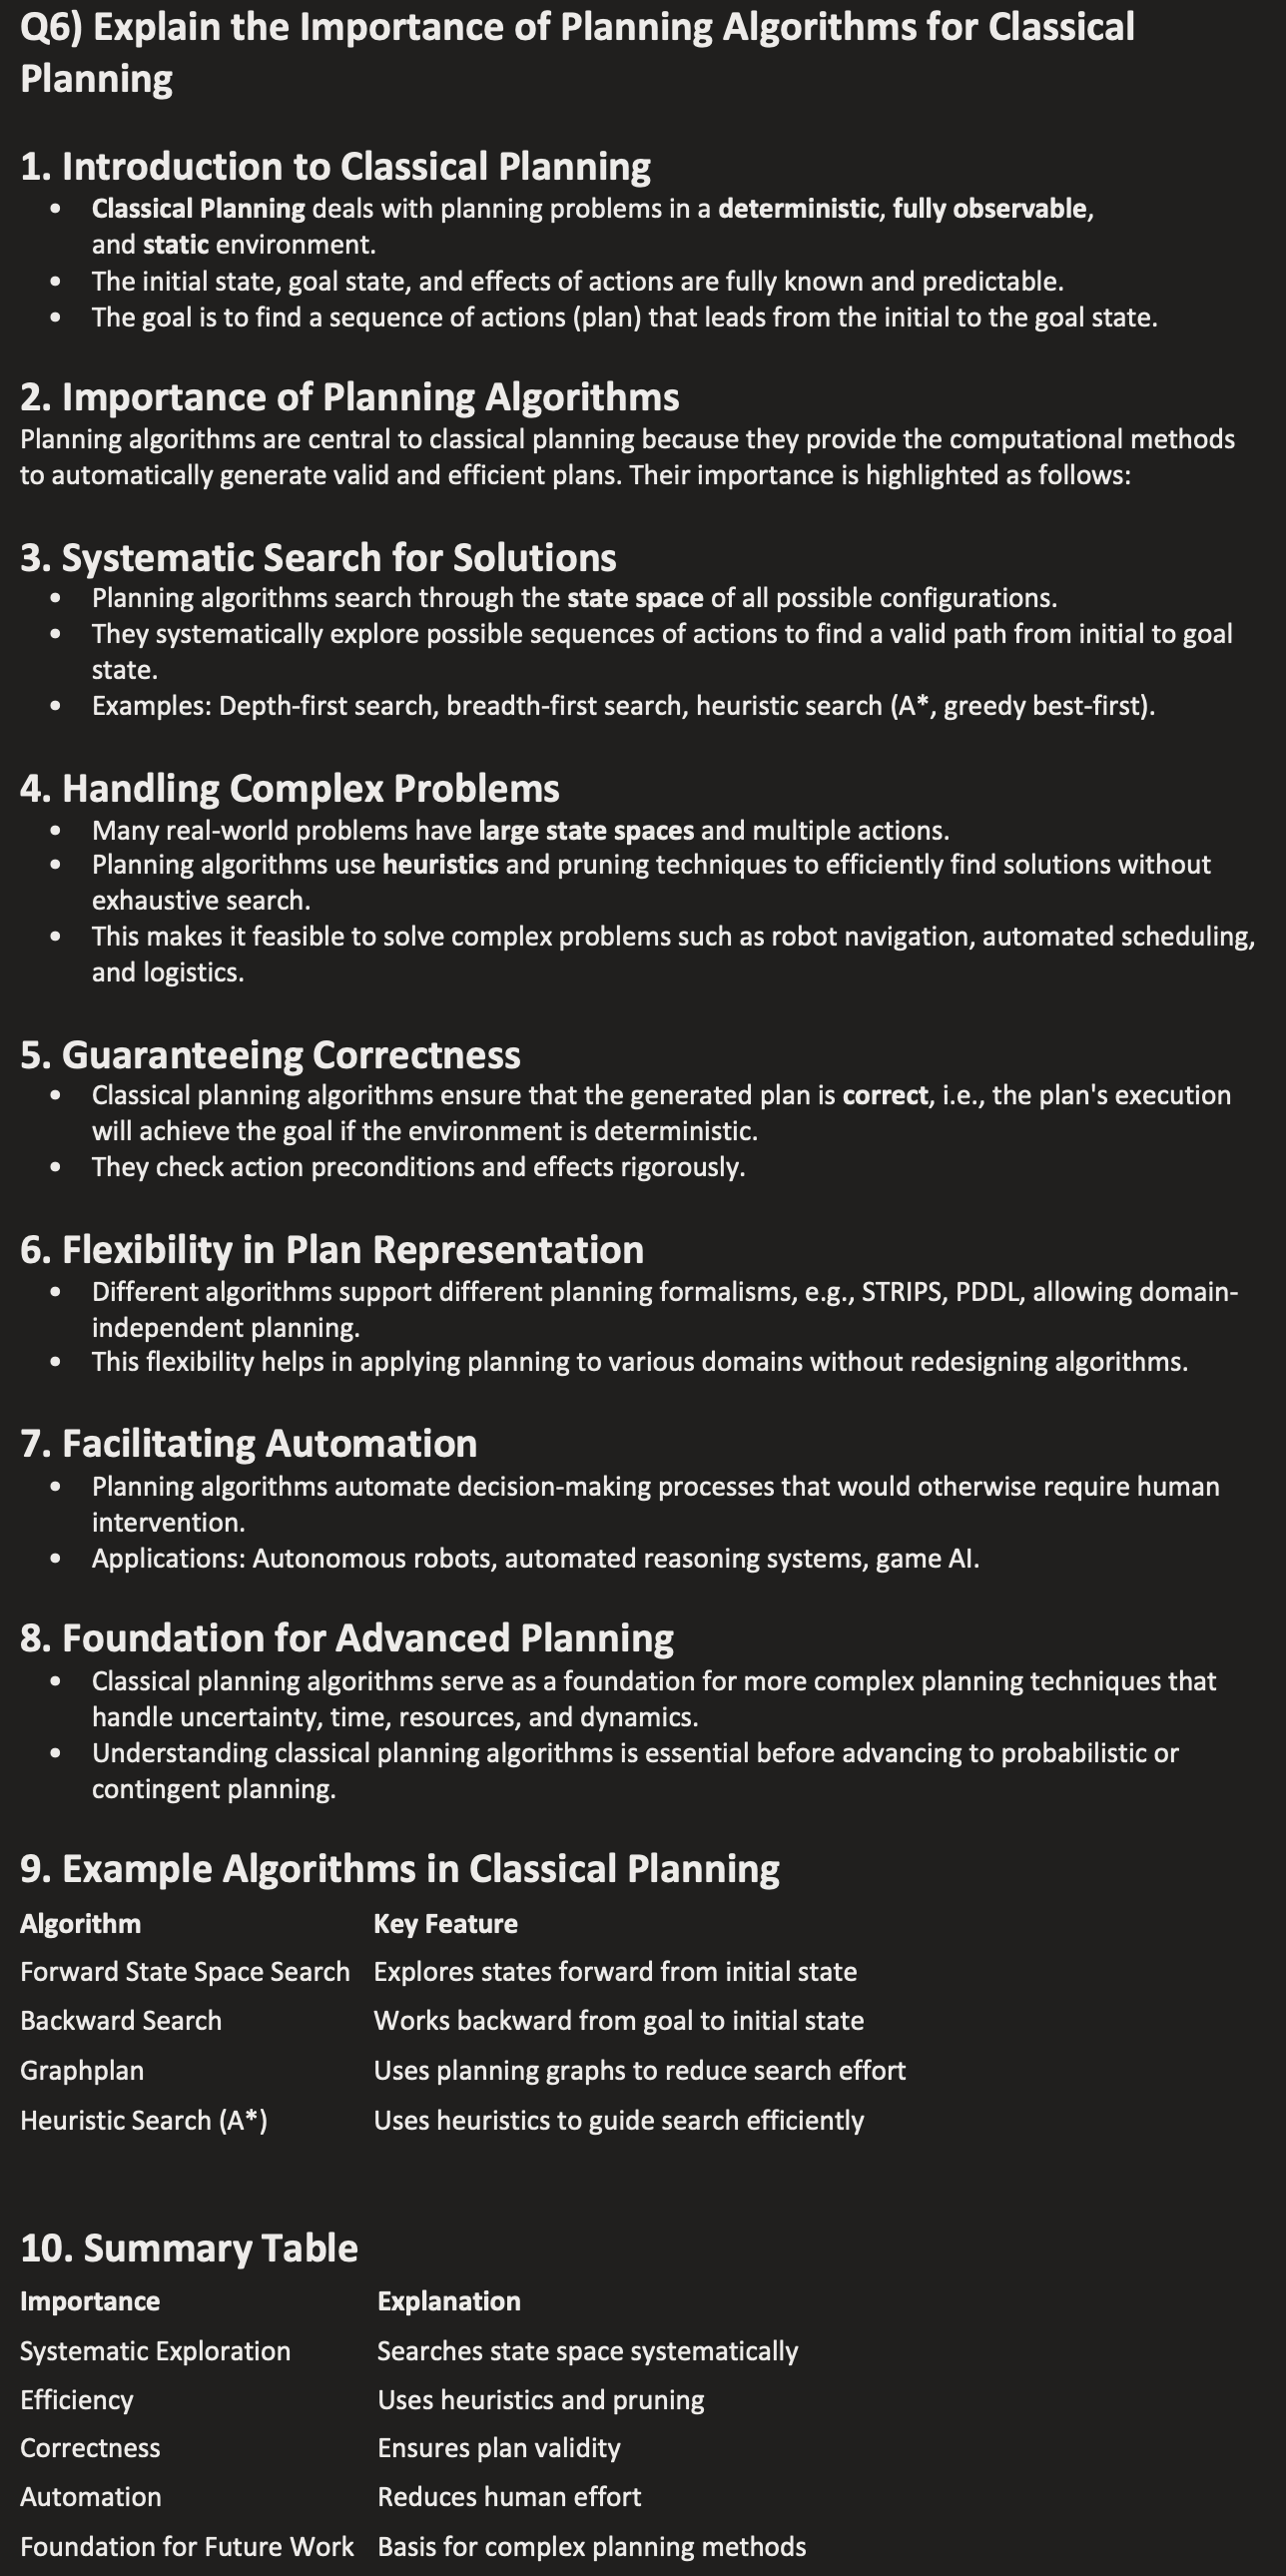 Q6) Explain the Importance of Planning Algorithms for Classical
Planning
1. Introduction to Classical Planning
• Classical Planning deals with planning problems in a deterministic, fully observable,
and static environment.
• The initial state, goal state, and effects of actions are fully known and predictable.
• The goal is to find a sequence of actions (plan) that leads from the initial to the goal state.
2. Importance of Planning Algorithms
Planning algorithms are central to classical planning because they provide the computational methods
to automatically generate valid and efficient plans. Their importance is highlighted as follows:
3. Systematic Search for Solutions
• Planning algorithms search through the state space of all possible configurations.
• They systematically explore possible sequences of actions to find a valid path from initial to goal
state.
• Examples: Depth-first search, breadth-first search, heuristic search (A*, greedy best-first).
4. Handling Complex Problems
• Many real-world problems have large state spaces and multiple actions.
• Planning algorithms use heuristics and pruning techniques to efficiently find solutions without
exhaustive search.
• This makes it feasible to solve complex problems such as robot navigation, automated scheduling,
and logistics.
5. Guaranteeing Correctness
• Classical planning algorithms ensure that the generated plan is correct, i.e., the plan's execution
will achieve the goal if the environment is deterministic.
• They check action preconditions and effects rigorously.
6. Flexibility in Plan Representation
• Different algorithms support different planning formalisms, e.g., STRIPS, PDDL, allowing domain-
independent planning.
• This flexibility helps in applying planning to various domains without redesigning algorithms.
7. Facilitating Automation
• Planning algorithms automate decision-making processes that would otherwise require human
intervention.
• Applications: Autonomous robots, automated reasoning systems, game AI.
8. Foundation for Advanced Planning
• Classical planning algorithms serve as a foundation for more complex planning techniques that
handle uncertainty, time, resources, and dynamics.
• Understanding classical planning algorithms is essential before advancing to probabilistic or
contingent planning.
9. Example Algorithms in Classical Planning
Algorithm Key Feature
Forward State Space Search Explores states forward from initial state
Backward Search Works backward from goal to initial state
Graphplan Uses planning graphs to reduce search effort
Heuristic Search (A*) Uses heuristics to guide search efficiently
10. Summary Table
Importance Explanation
Systematic Exploration Searches state space systematically
Efficiency Uses heuristics and pruning
Correctness Ensures plan validity
Automation Reduces human effort
Foundation for Future Work Basis for complex planning methods